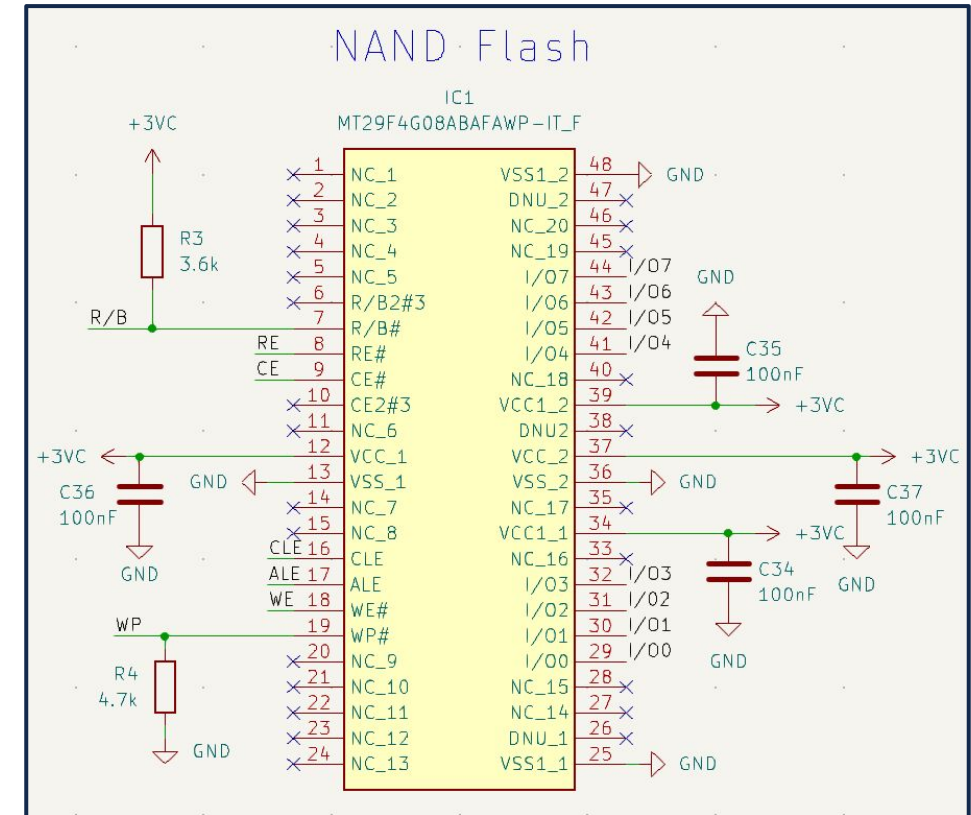 NAND Flash
IC1
MT29F4G08ABAFAWP-IT_F
+3VC
R3
3.6k
R/B
RE
CE
+3VC
C36
100nF
GND
GND
CLE
ALE
WE
WP
R4
4.7k
GND
1 NC_1
2 NC_2
3 NC_3
4 NC_4
5 NC_5
6 R/B2#3
7 R/B#
8 RE#
9 CE#
10 CE2#3
11 NC_6
12 VCC_1
13 VSS_1
14 NC_7
15 NC_8
16 CLE
17 ALE
18 WE#
19 WP#
20 NC_9
21 NC_10
22 NC_11
23 NC_12
24 NC_13
VSS1_2 48 GND
DNU_2 47
NC_20 46
NC_19 45
I/O7 44 I/O7
I/O6 43 I/O6
I/O5 42 I/O5
I/O4 41 I/O4
NC_18 40
VCC1_2 39 +3VC
DNU2 38
VCC_2 37 +3VC
VSS_2 36 GND
NC_17 35
VCC1_1 34 +3VC
NC_16 33
I/O3 32 I/O3
I/O2 31 I/O2
I/O1 30 I/O1
I/O0 29 I/O0
NC_15 28
NC_14 27
DNU_1 26
VSS1_1 25 GND
GND
C35
100nF
C37
100nF
GND
C34
100nF
GND